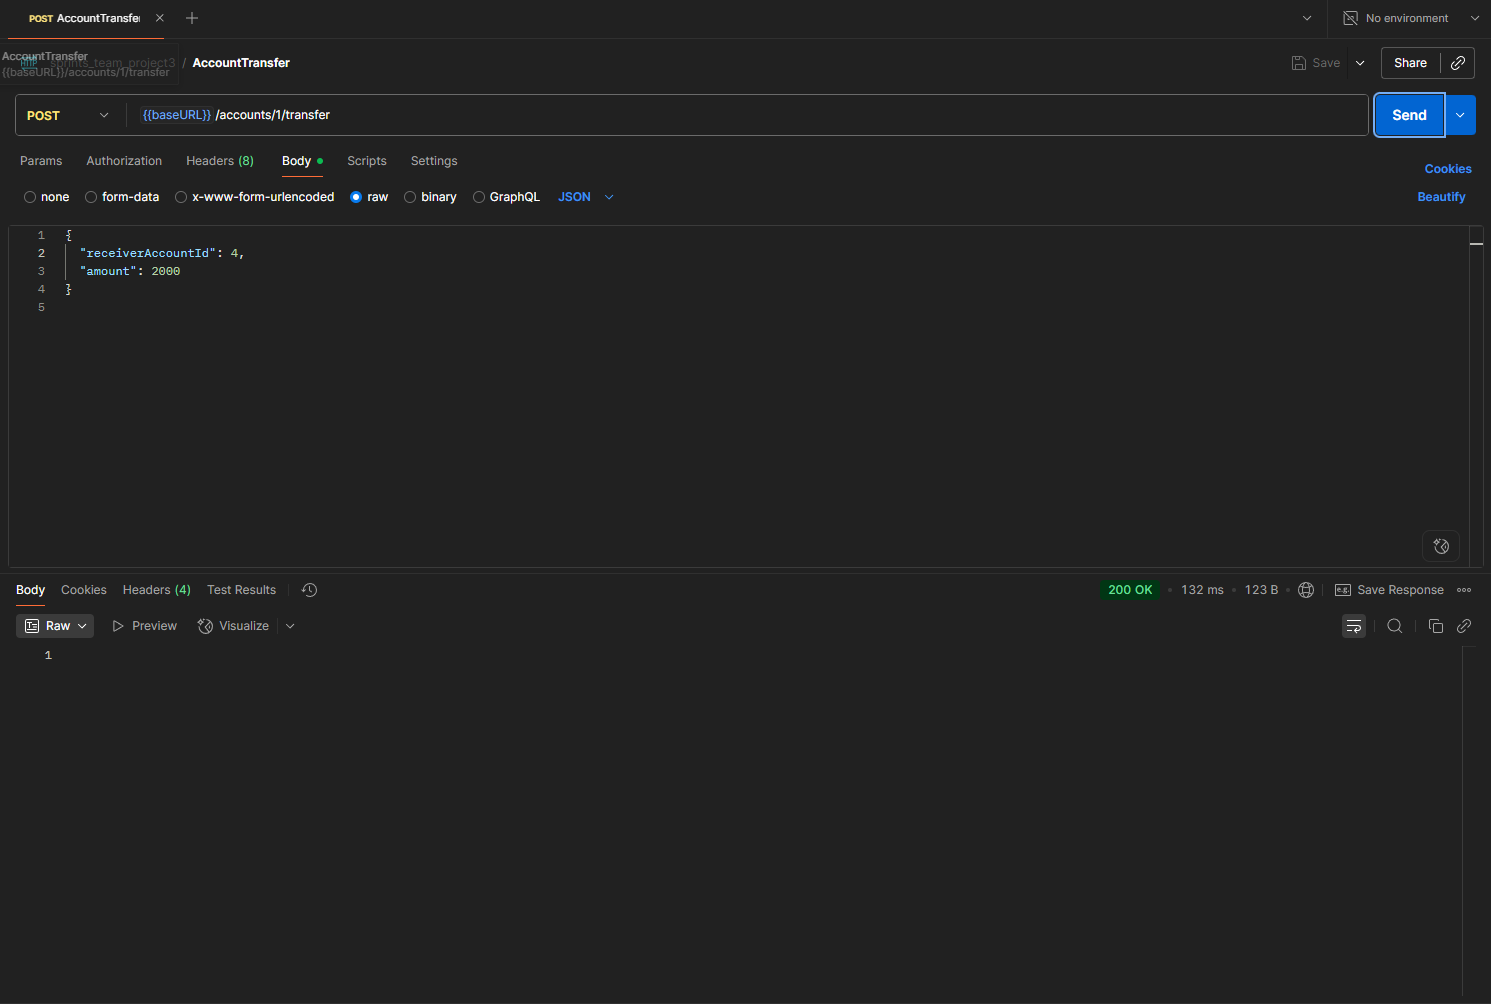 POST AccountTransfer
No environment
AccountTransfer
{{baseURL}}/accounts/1/transfer
HTTP sprints_team_project3 / AccountTransfer
Save
Share
POST
{{baseURL}} /accounts/1/transfer
Send
Params
Authorization
Headers (8)
Body
Scripts
Settings
Cookies
none
form-data
x-www-form-urlencoded
raw
binary
GraphQL
JSON
Beautify
1 {
2 "receiverAccountId": 4,
3 "amount": 2000
4 }
5
Body
Cookies
Headers (4)
Test Results
200 OK
132 ms
123 B
e.g.
Save Response
Raw
Preview
Visualize
1